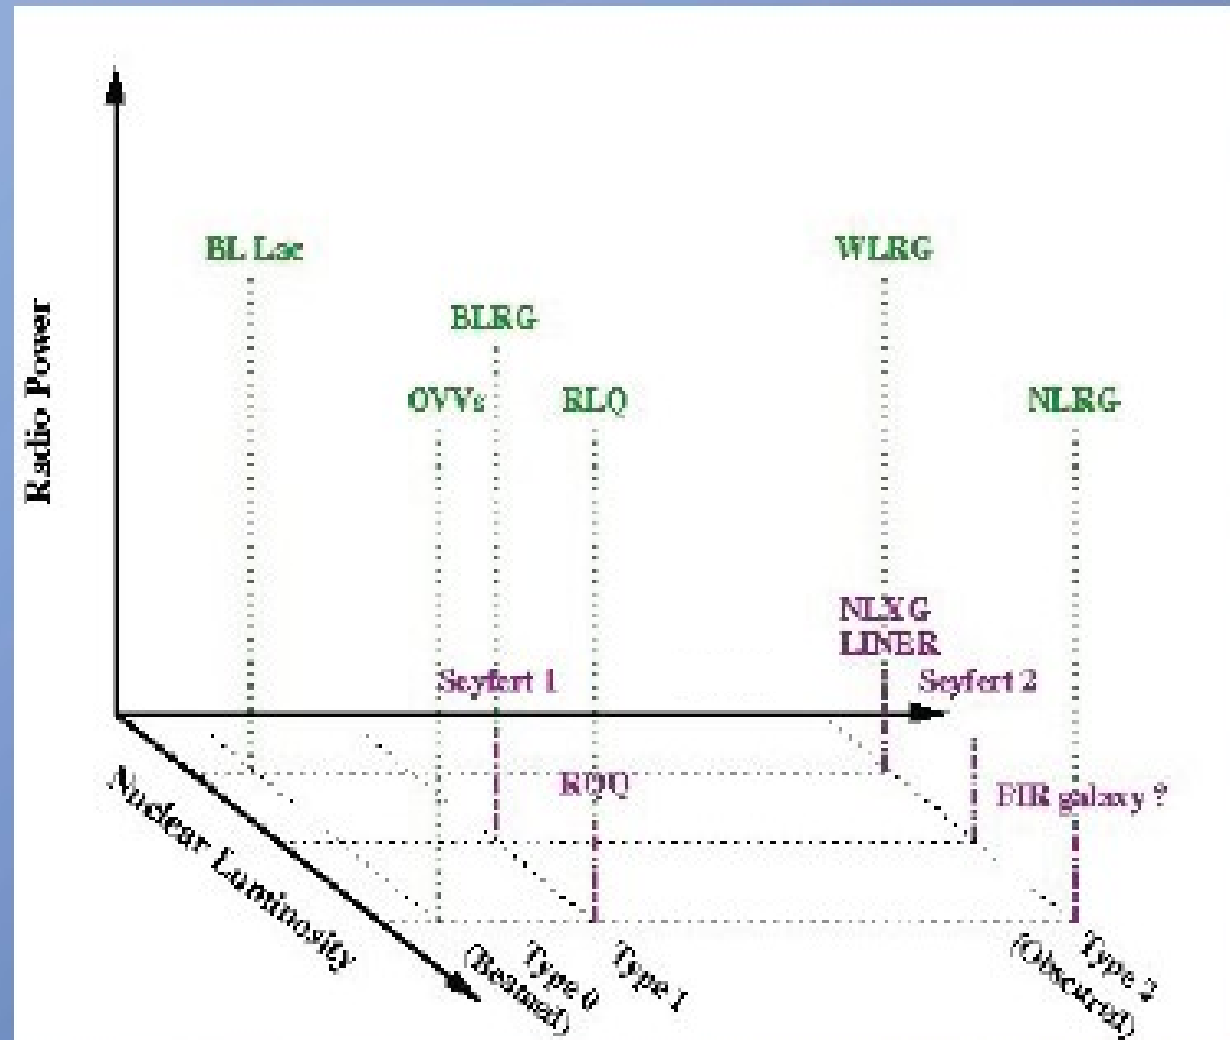 BL Lac
WLRG
BLRG
OVVs
RLQ
NLRG
Radio Power
NLXG
LINER
Seyfert 1
Seyfert 2
ROQ
FIR galaxy ?
Nuclear Luminosity
Type 0
(Beamed)
Type 1
Type 2
(Obscured)